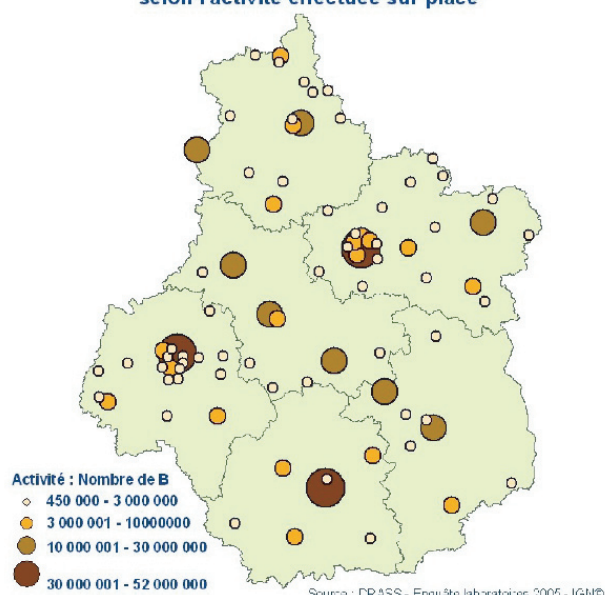 selon l'activité effectuée sur place
Activité : Nombre de B
450 000 - 3 000 000
3 000 001 - 10000000
10 000 001 - 30 000 000
30 000 001 - 52 000 000
Source : DRASS - Enquête laboratoires 2005 - IGN©